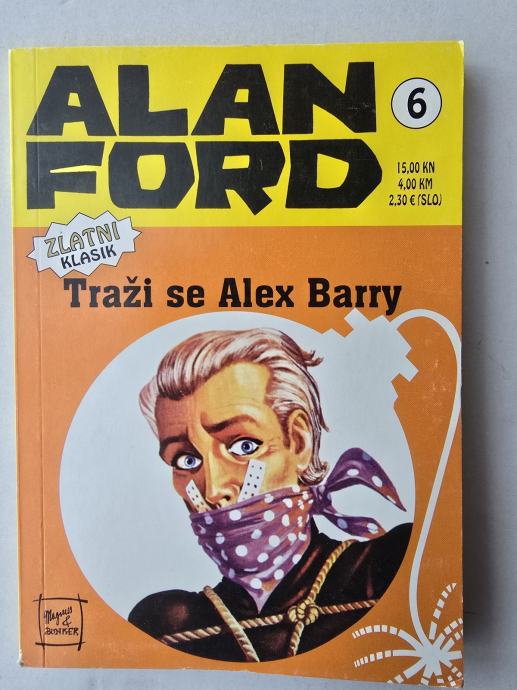 ALAN
FORD
6
15,00 KN
4,00 KM
2,30 € (SLO)
ZLATNI
KLASIK
Traži se Alex Barry
Magnus
&
BUNKER